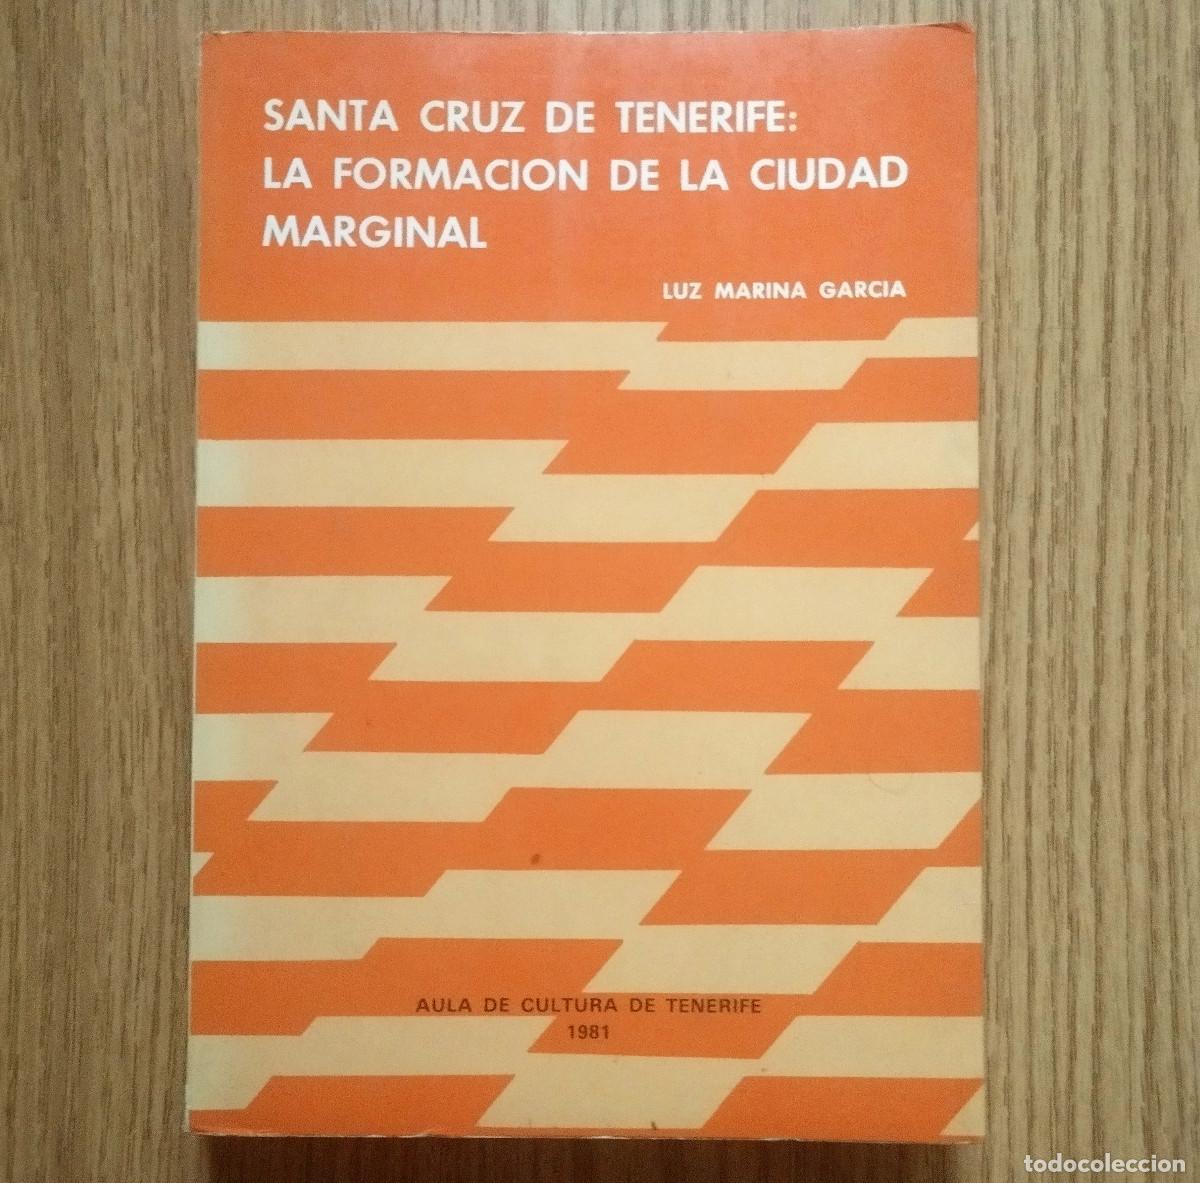 SANTA CRUZ DE TENERIFE:
LA FORMACION DE LA CIUDAD
MARGINAL
LUZ MARINA GARCIA
AULA DE CULTURA DE TENERIFE
1981
todocoleccion